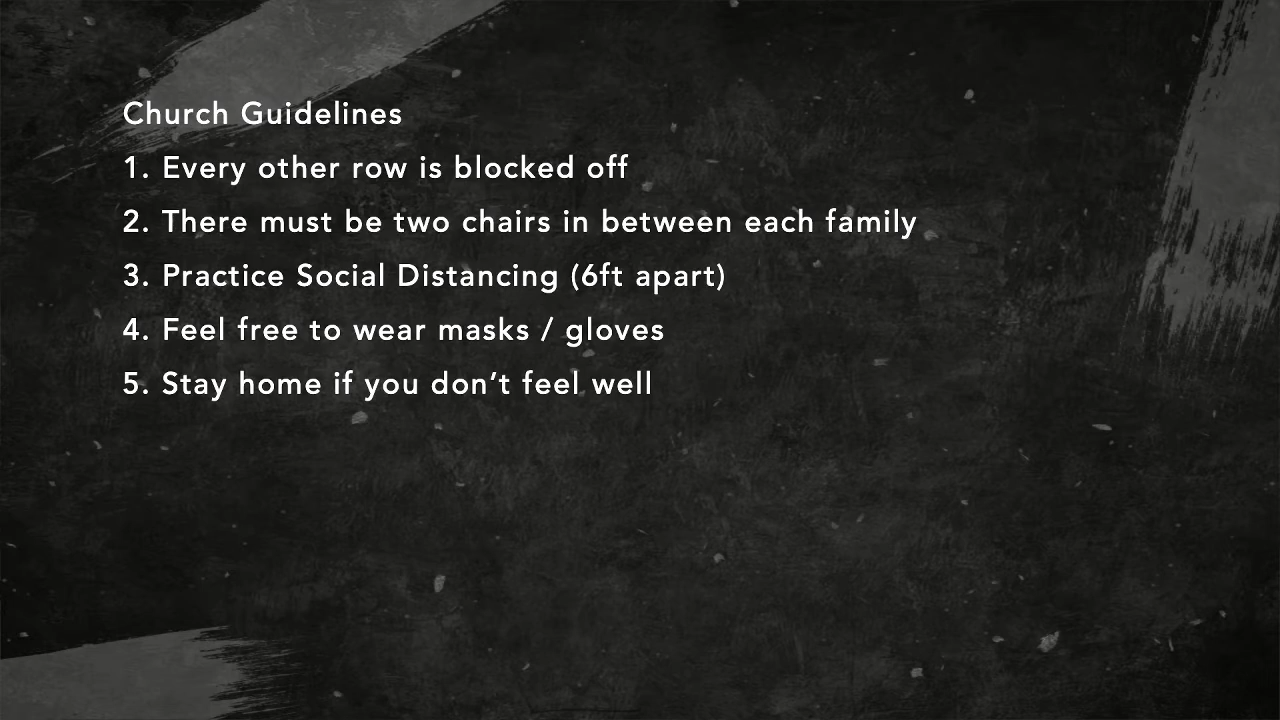 Church Guidelines
1. Every other row is blocked off
2. There must be two chairs in between each family
3. Practice Social Distancing (6ft apart)
4. Feel free to wear masks / gloves
5. Stay home if you don’t feel well